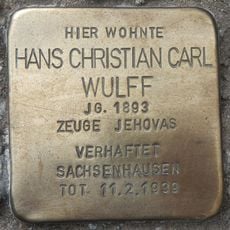 HIER WOHNTE
HANS CHRISTIAN CARL
WULFF
JG. 1893
ZEUGE JEHOVAS
VERHAFTET
SACHSENHAUSEN
TOT 11.2.1939